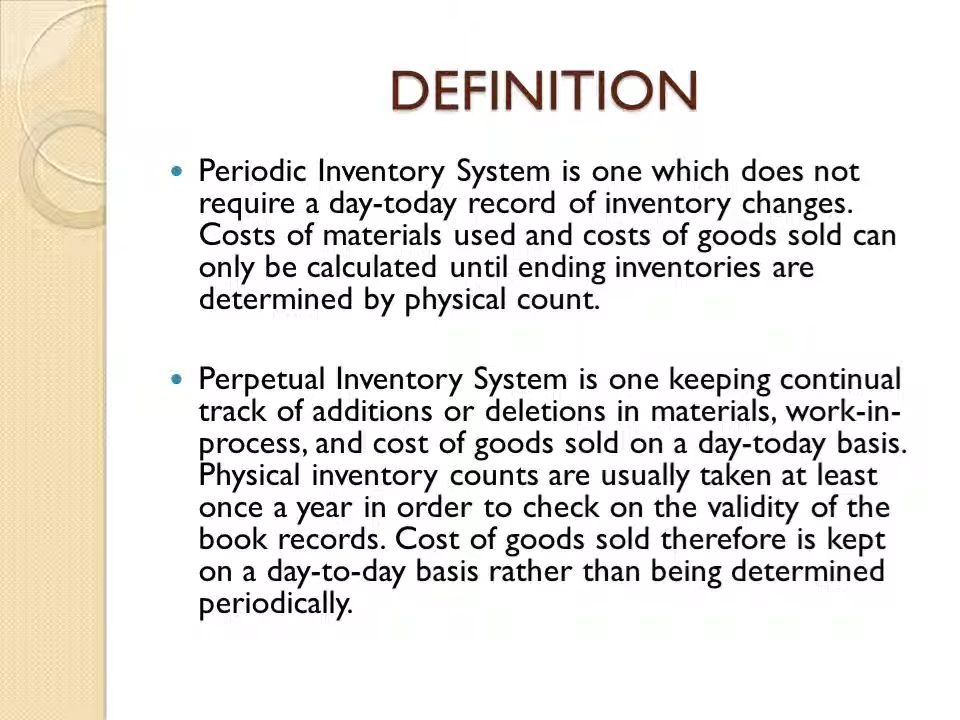 DEFINITION
• Periodic Inventory System is one which does not
require a day-today record of inventory changes.
Costs of materials used and costs of goods sold can
only be calculated until ending inventories are
determined by physical count.
• Perpetual Inventory System is one keeping continual
track of additions or deletions in materials, work-in-
process, and cost of goods sold on a day-today basis.
Physical inventory counts are usually taken at least
once a year in order to check on the validity of the
book records. Cost of goods sold therefore is kept
on a day-to-day basis rather than being determined
periodically.